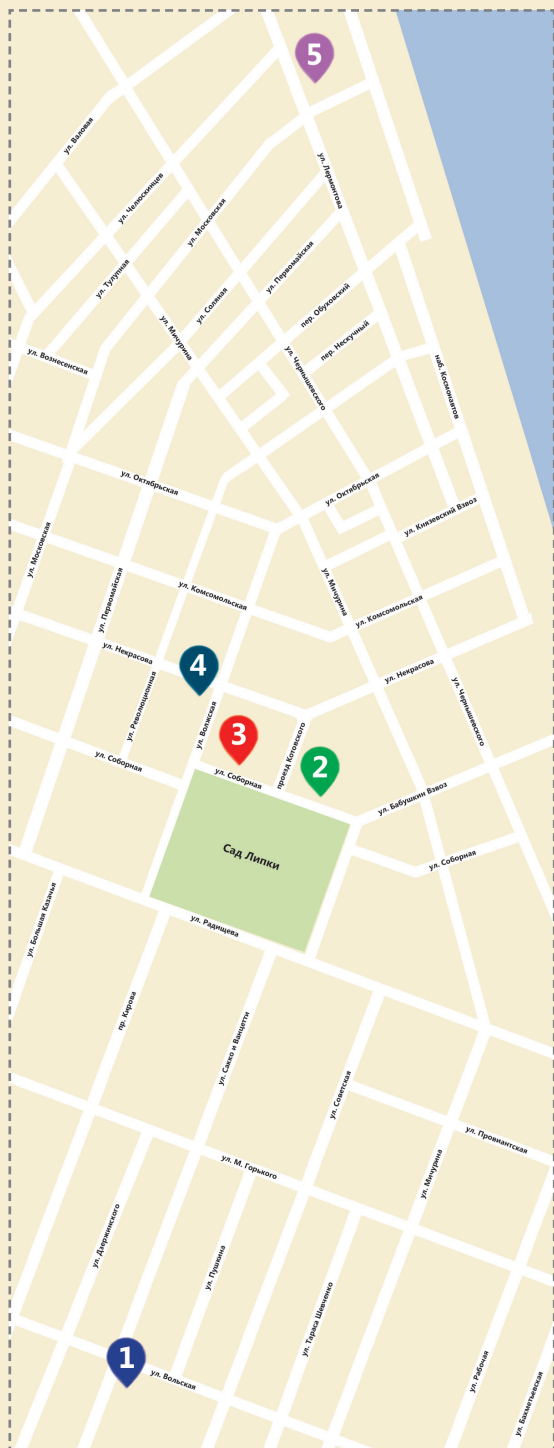 5
ул. Валовая
ул. Лермонтова
ул. Челюскинцев
ул. Московская
ул. Первомайская
ул. Тулупная
ул. Соляная
пер. Обуховский
ул. Мичурина
пер. Нескучный
ул. Вознесенская
ул. Чернышевского
наб. Космонавтов
ул. Октябрьская
ул. Октябрьская
ул. Князевский Взвоз
ул. Московская
ул. Первомайская
ул. Комсомольская
ул. Мичурина
ул. Комсомольская
ул. Некрасова
4
ул. Некрасова
ул. Революционная
ул. Волжская
ул. Чернышевского
3
проезд Котовского
ул. Соборная
ул. Соборная
2
ул. Бабушкин Взвоз
Сад Липки
ул. Соборная
ул. Большая Казачья
ул. Радищева
пр. Кирова
ул. Сакко и Ванцетти
ул. Советская
ул. Провиантская
ул. М. Горького
ул. Мичурина
ул. Дзержинского
ул. Пушкина
ул. Тараса Шевченко
1
ул. Вольская
ул. Рабочая
ул. Бахметьевская